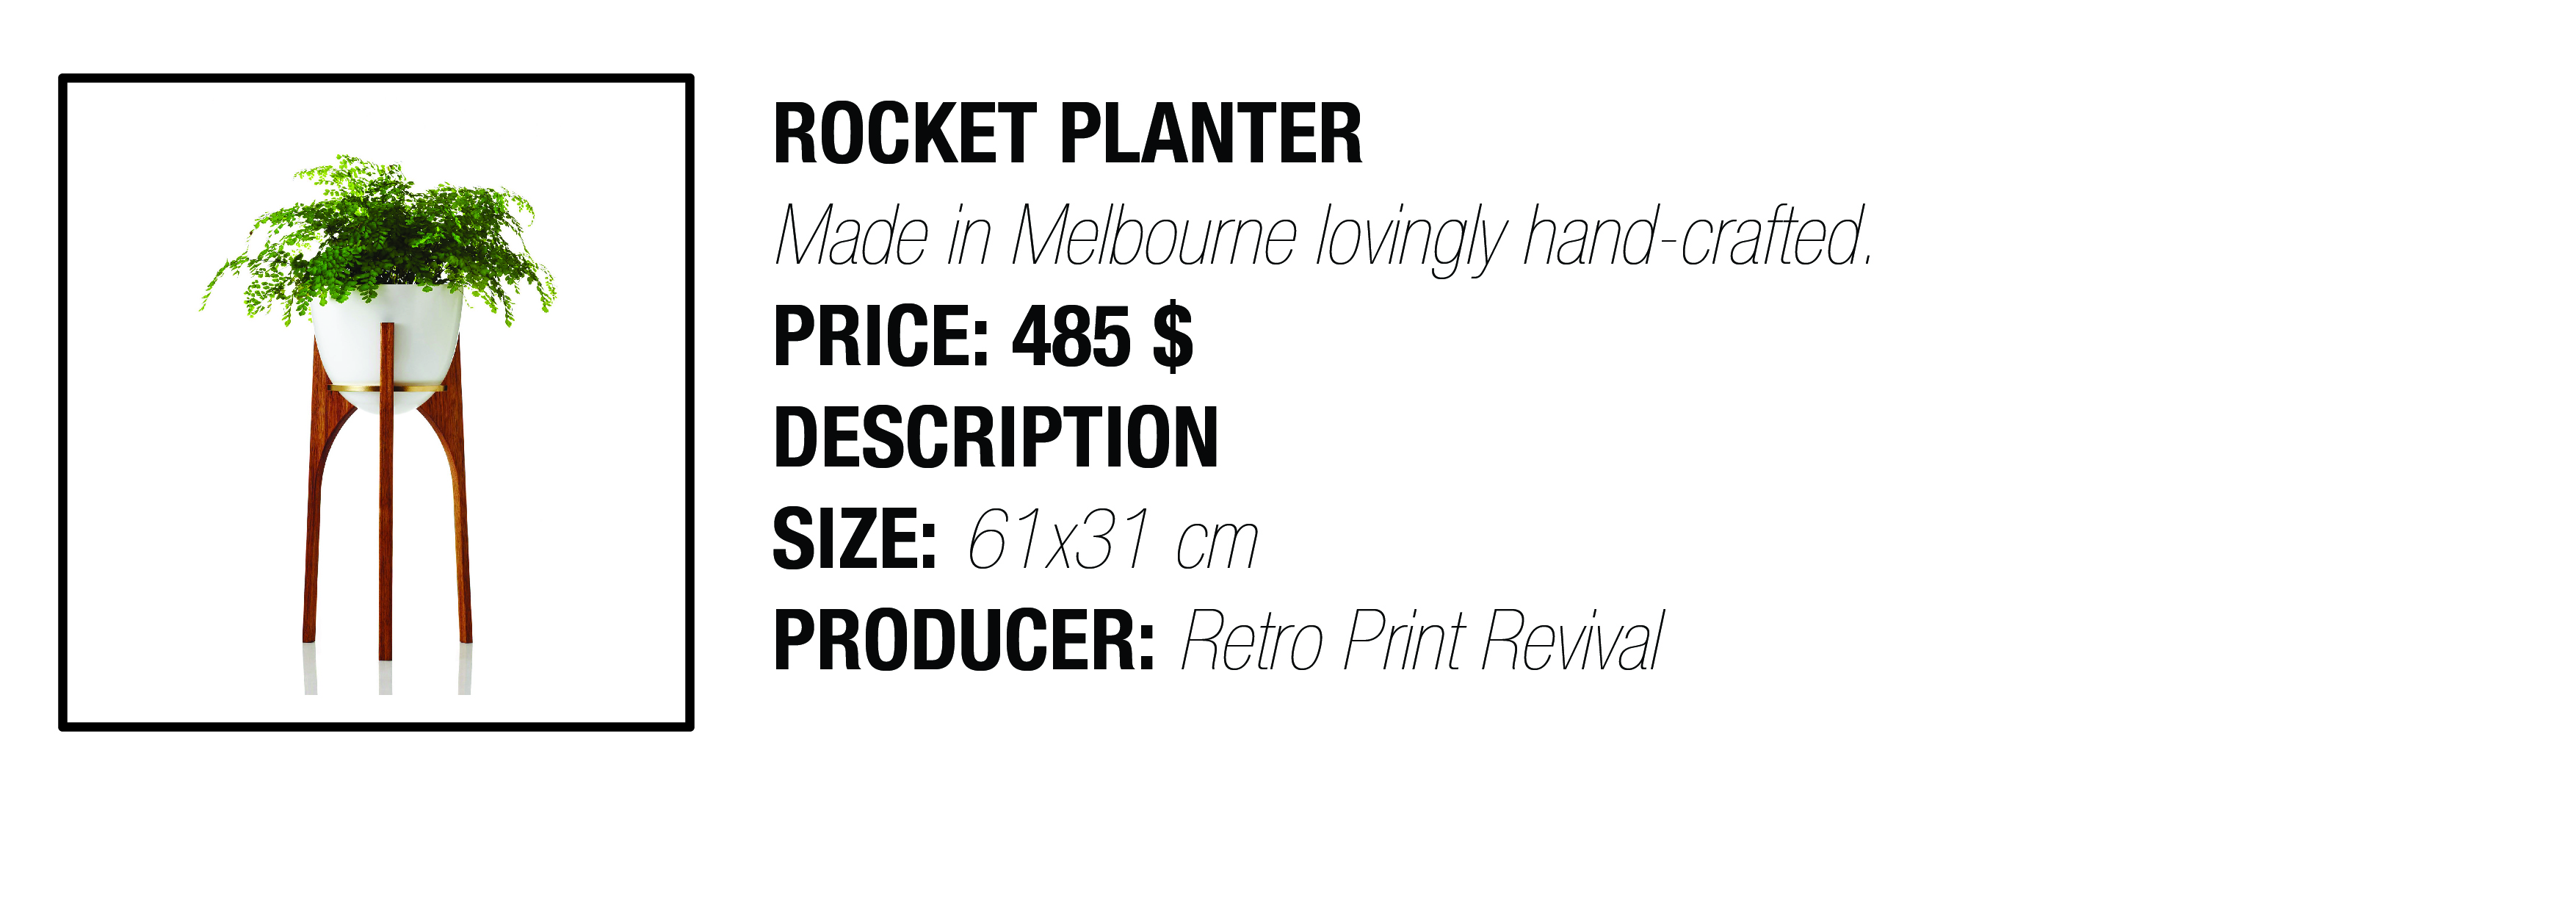 ROCKET PLANTER
Made in Melbourne lovingly hand-crafted.
PRICE: 485 $
DESCRIPTION
SIZE: 61x31 cm
PRODUCER: Retro Print Revival